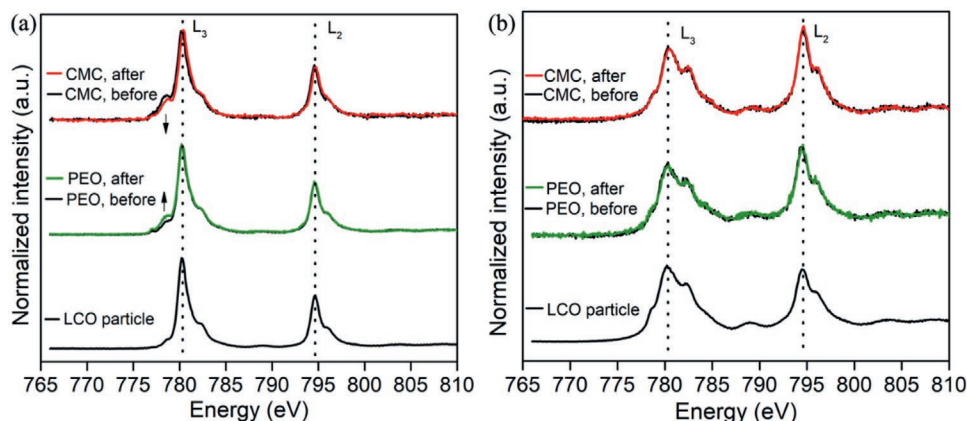 (a)
L₃
L₂
CMC, after
CMC, before
PEO, after
PEO, before
LCO particle
Normalized intensity (a.u.)
765 770 775 780 785 790 795 800 805 810
Energy (eV)
(b)
L₃
L₂
CMC, after
CMC, before
PEO, after
PEO, before
LCO particle
Normalized intensity (a.u.)
765 770 775 780 785 790 795 800 805 810
Energy (eV)